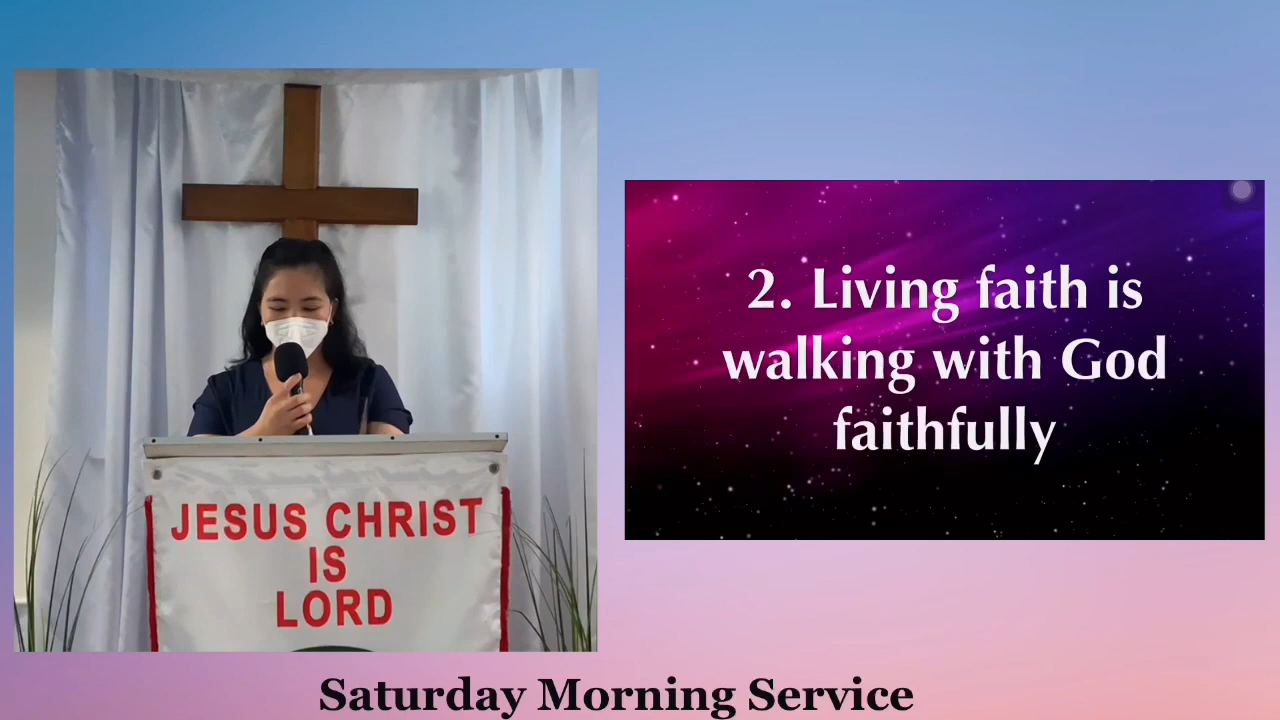 JESUS CHRIST
IS
LORD
2. Living faith is
walking with God
faithfully
Saturday Morning Service